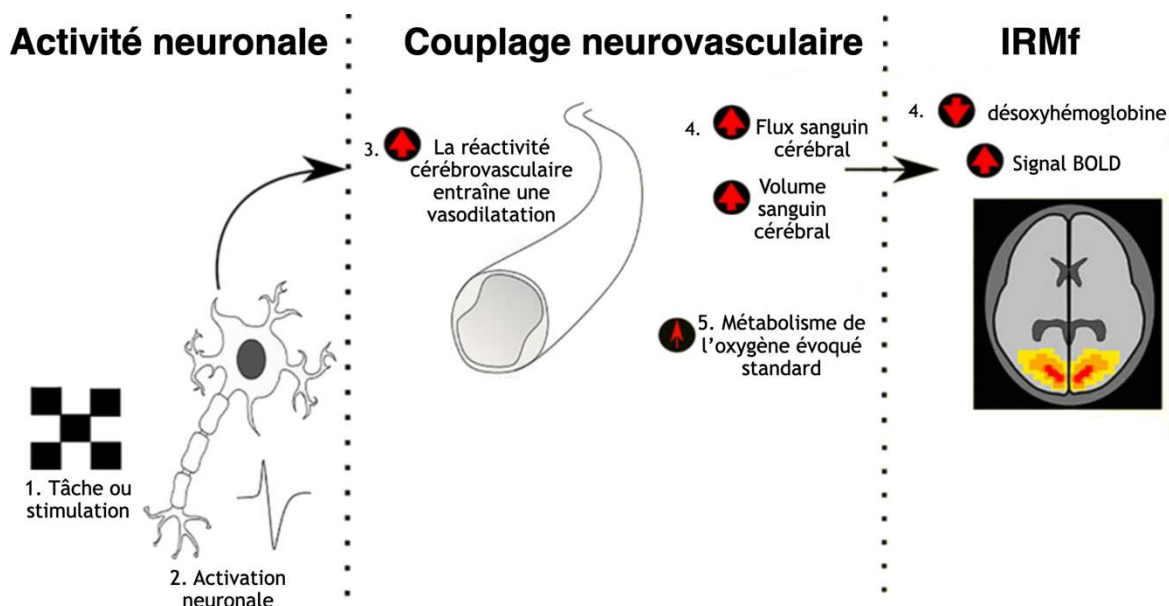 Activité neuronale
Couplage neurovasculaire
IRMf
1. Tâche ou
stimulation
2. Activation
neuronale
3. La réactivité
cérébrovasculaire
entraîne une
vasodilatation
4. Flux sanguin
cérébral
Volume
sanguin
cérébral
5. Métabolisme de
l'oxygène évoqué
standard
4. désoxyhémoglobine
Signal BOLD